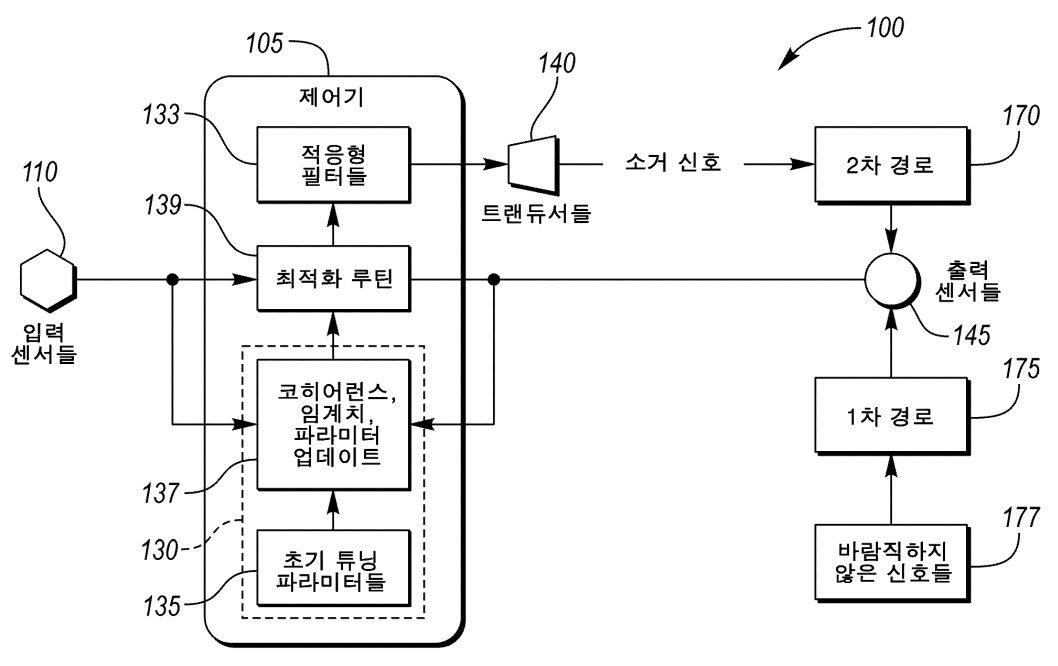 100
105
제어기
133
적응형
필터들
140
트랜듀서들
소거 신호
170
2차 경로
110
입력
센서들
139
최적화 루틴
출력
센서들
145
코히어런스,
임계치,
파라미터
업데이트
137
175
1차 경로
130
초기 튜닝
파라미터들
135
177
바람직하지
않은 신호들